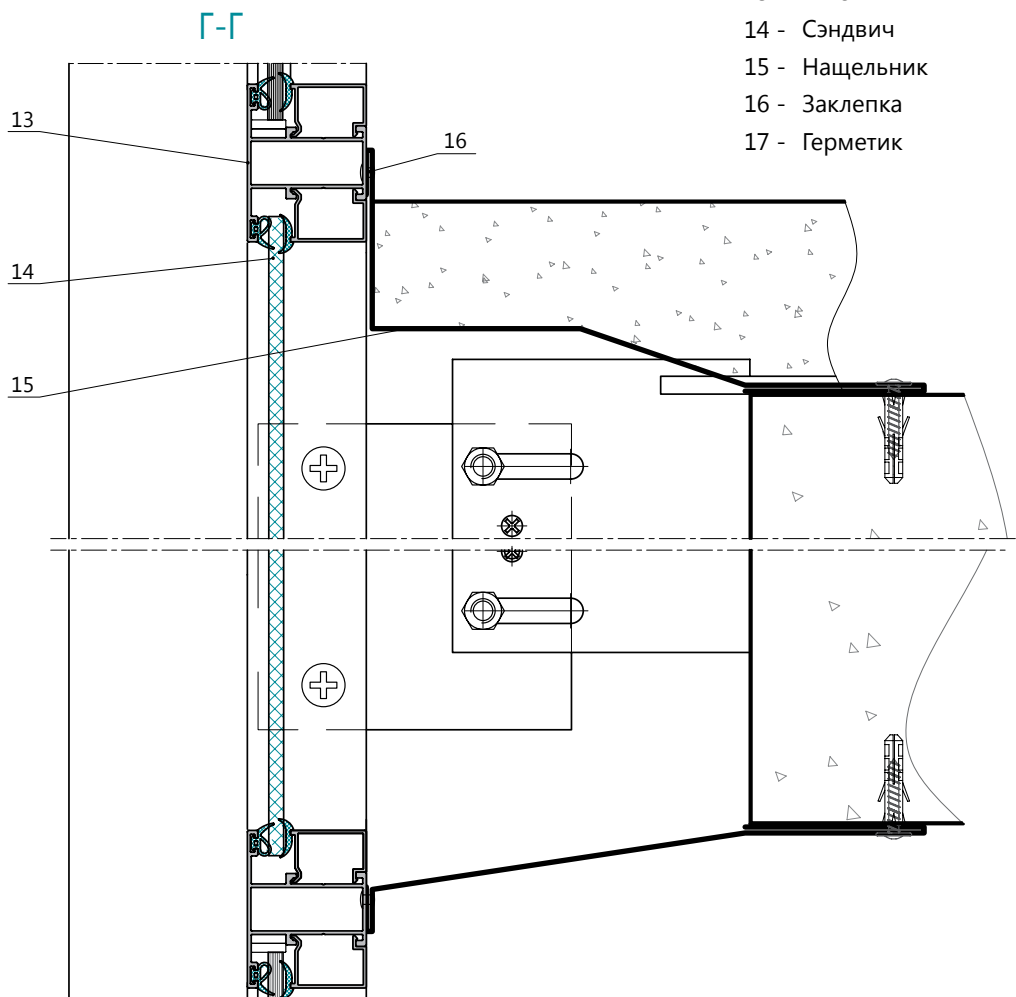 Г-Г
14 - Сэндвич
15 - Нащельник
16 - Заклепка
17 - Герметик
13
16
14
15